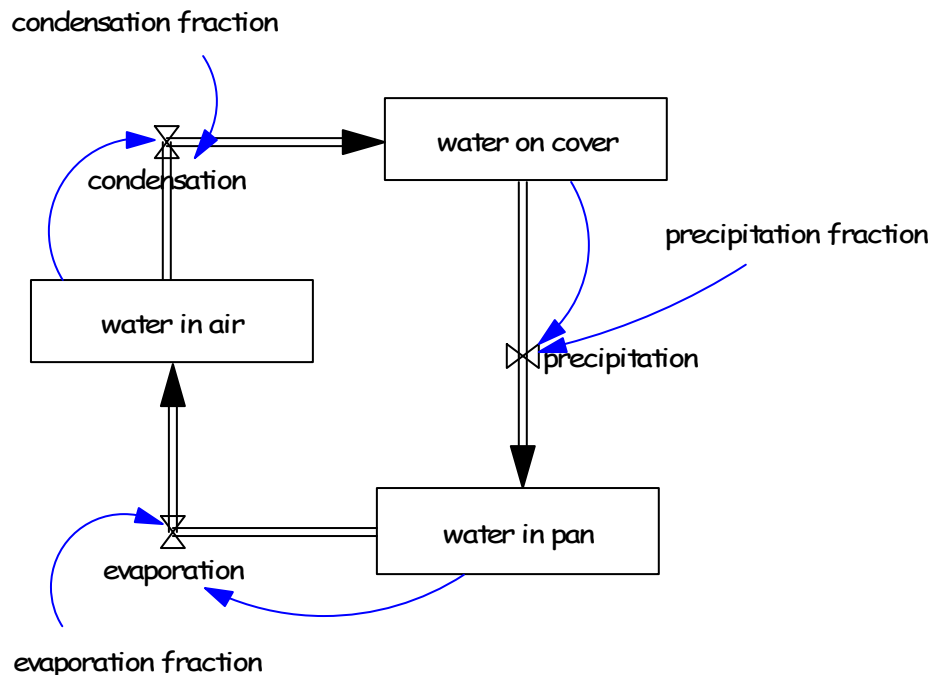 condensation fraction
water on cover
condensation
precipitation fraction
water in air
precipitation
water in pan
evaporation
evaporation fraction